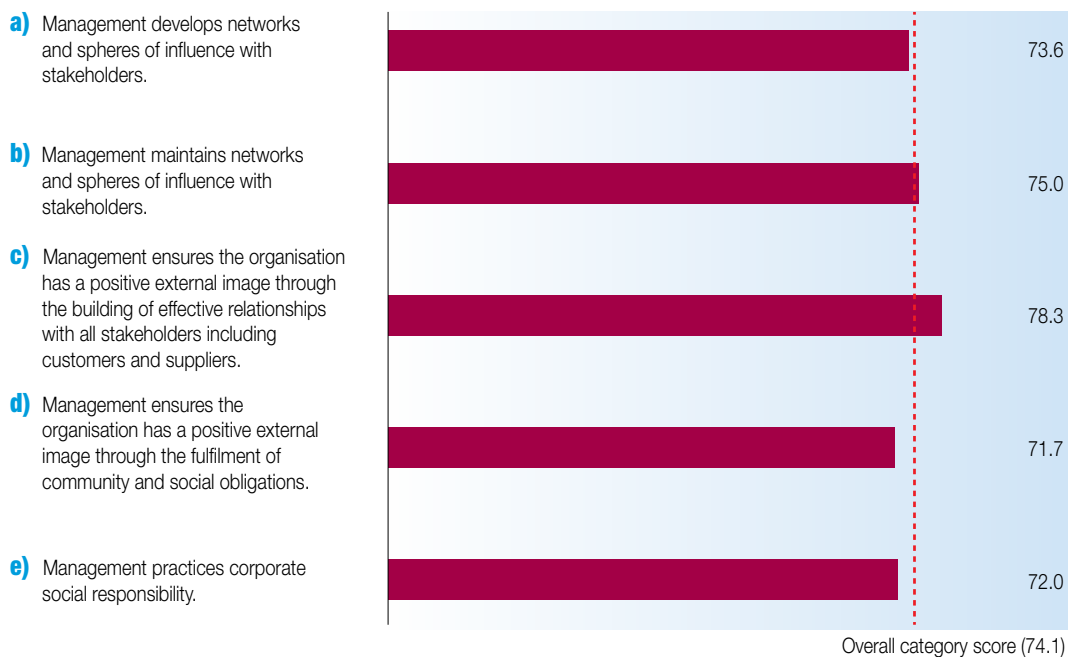 a) Management develops networks
and spheres of influence with
stakeholders.
73.6
b) Management maintains networks
and spheres of influence with
stakeholders.
75.0
c) Management ensures the organisation
has a positive external image through
the building of effective relationships
with all stakeholders including
customers and suppliers.
78.3
d) Management ensures the
organisation has a positive external
image through the fulfilment of
community and social obligations.
71.7
e) Management practices corporate
social responsibility.
72.0
Overall category score (74.1)